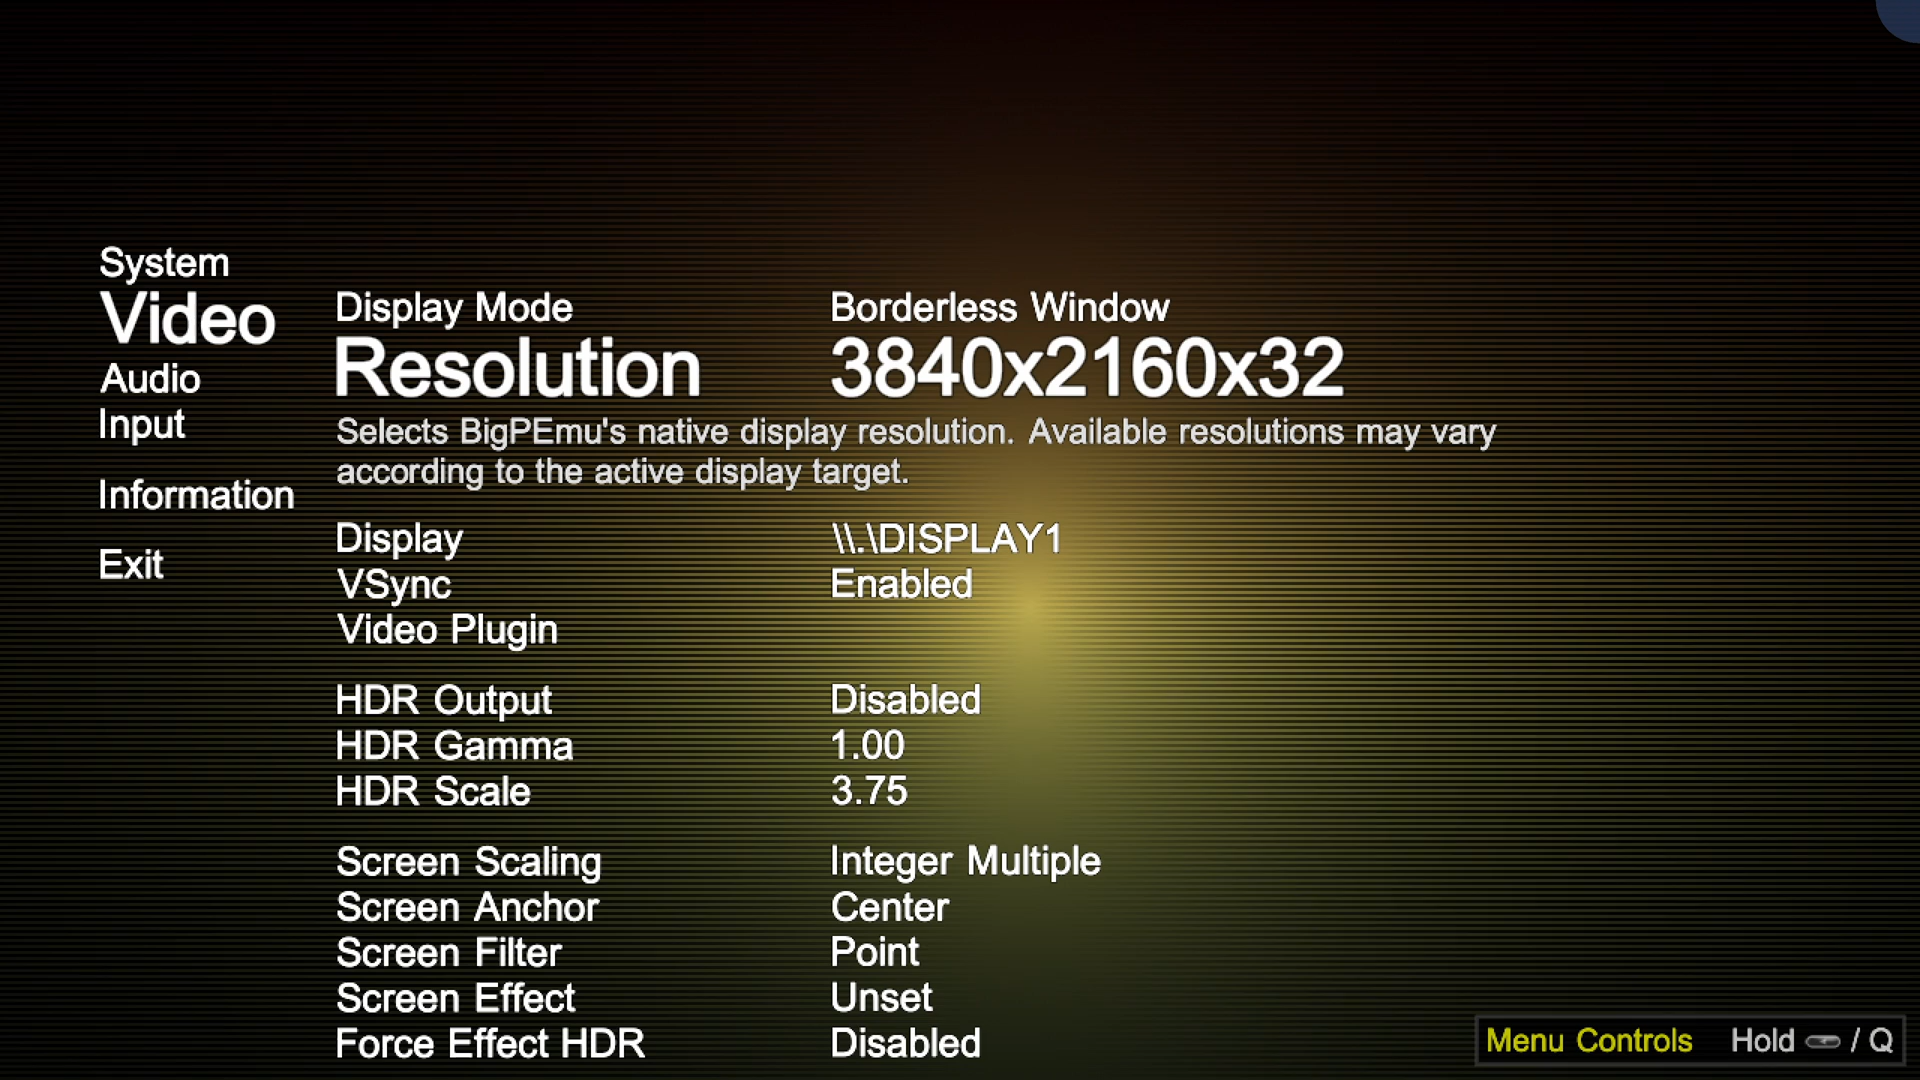 System
Video
Audio
Input
Information
Exit
Display Mode Borderless Window
Resolution 3840x2160x32
Selects BigPEmu's native display resolution. Available resolutions may vary
according to the active display target.
Display \\.\DISPLAY1
VSync Enabled
Video Plugin
HDR Output Disabled
HDR Gamma 1.00
HDR Scale 3.75
Screen Scaling Integer Multiple
Screen Anchor Center
Screen Filter Point
Screen Effect Unset
Force Effect HDR Disabled
Menu Controls Hold / Q